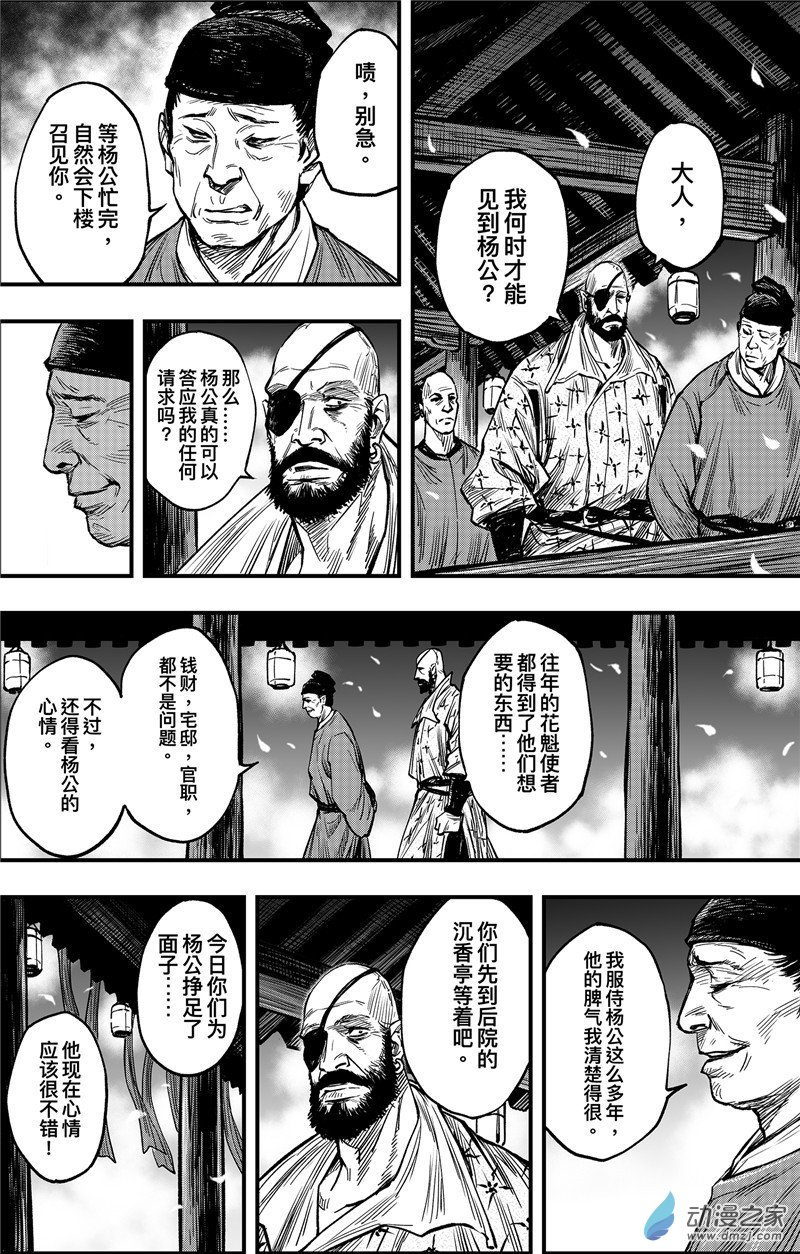 大人，
我何时才能
见到杨公？
啧，别急。
等杨公忙完，
自然会下楼
召见你。
那么……
杨公真的可以
答应我的任何
请求吗？
往年的花魁使者
都得到了他们想
要的东西……
钱财，宅邸，官职，
都不是问题。
不过，
还得看杨公的
心情。
我服侍杨公这么多年，
他的脾气我清楚得很。
你们先到后院的
沉香亭等着吧。
今日你们为
杨公挣足了
面子……
他现在心情
应该很不错！
动漫之家
www.dmzj.com